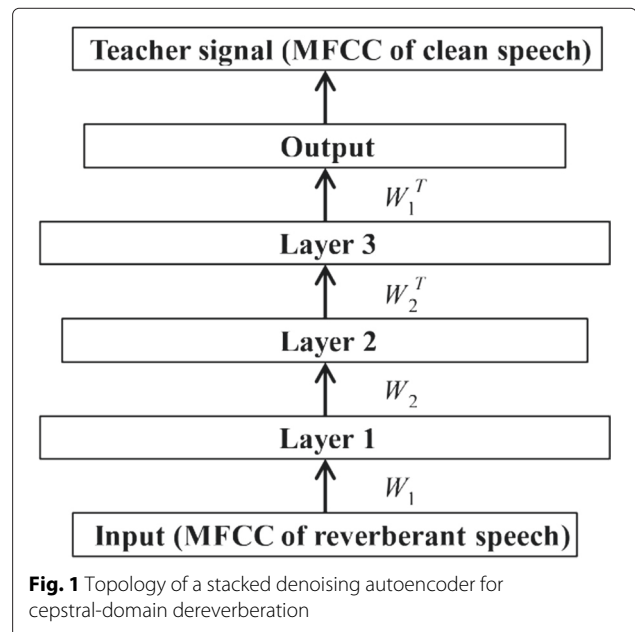 Teacher signal (MFCC of clean speech)
Output
W₁ᵀ
Layer 3
W₂ᵀ
Layer 2
W₂
Layer 1
W₁
Input (MFCC of reverberant speech)
Fig. 1 Topology of a stacked denoising autoencoder for
cepstral-domain dereverberation